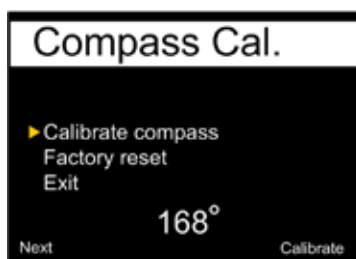 Compass Cal.
Calibrate compass
Factory reset
Exit
168°
Next Calibrate